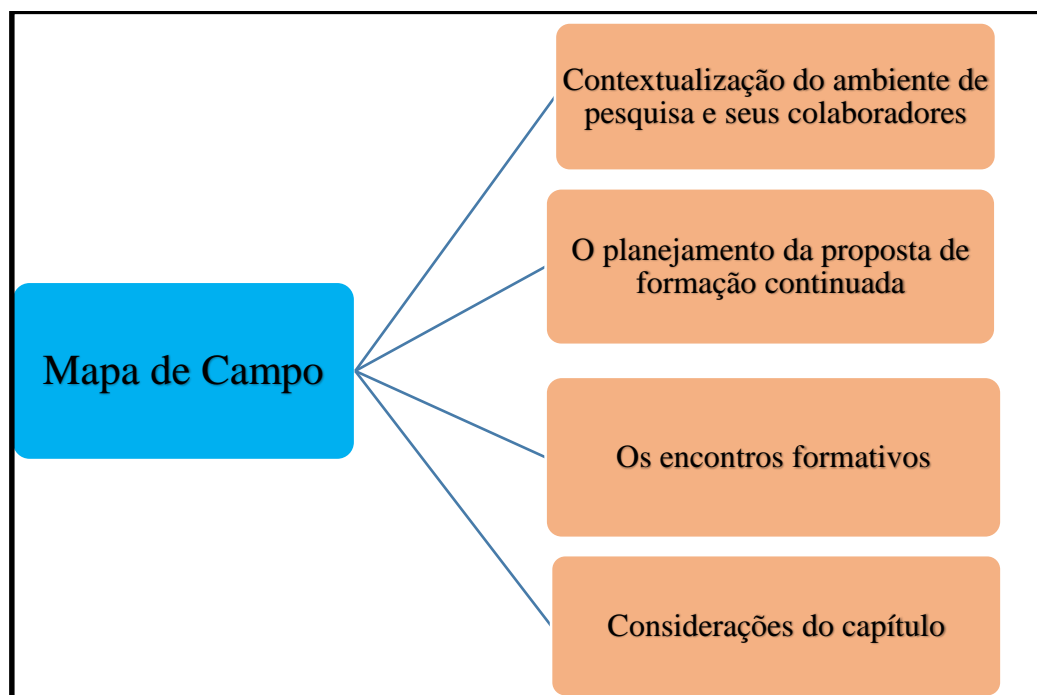 Mapa de Campo
Contextualização do ambiente de
pesquisa e seus colaboradores
O planejamento da proposta de
formação continuada
Os encontros formativos
Considerações do capítulo